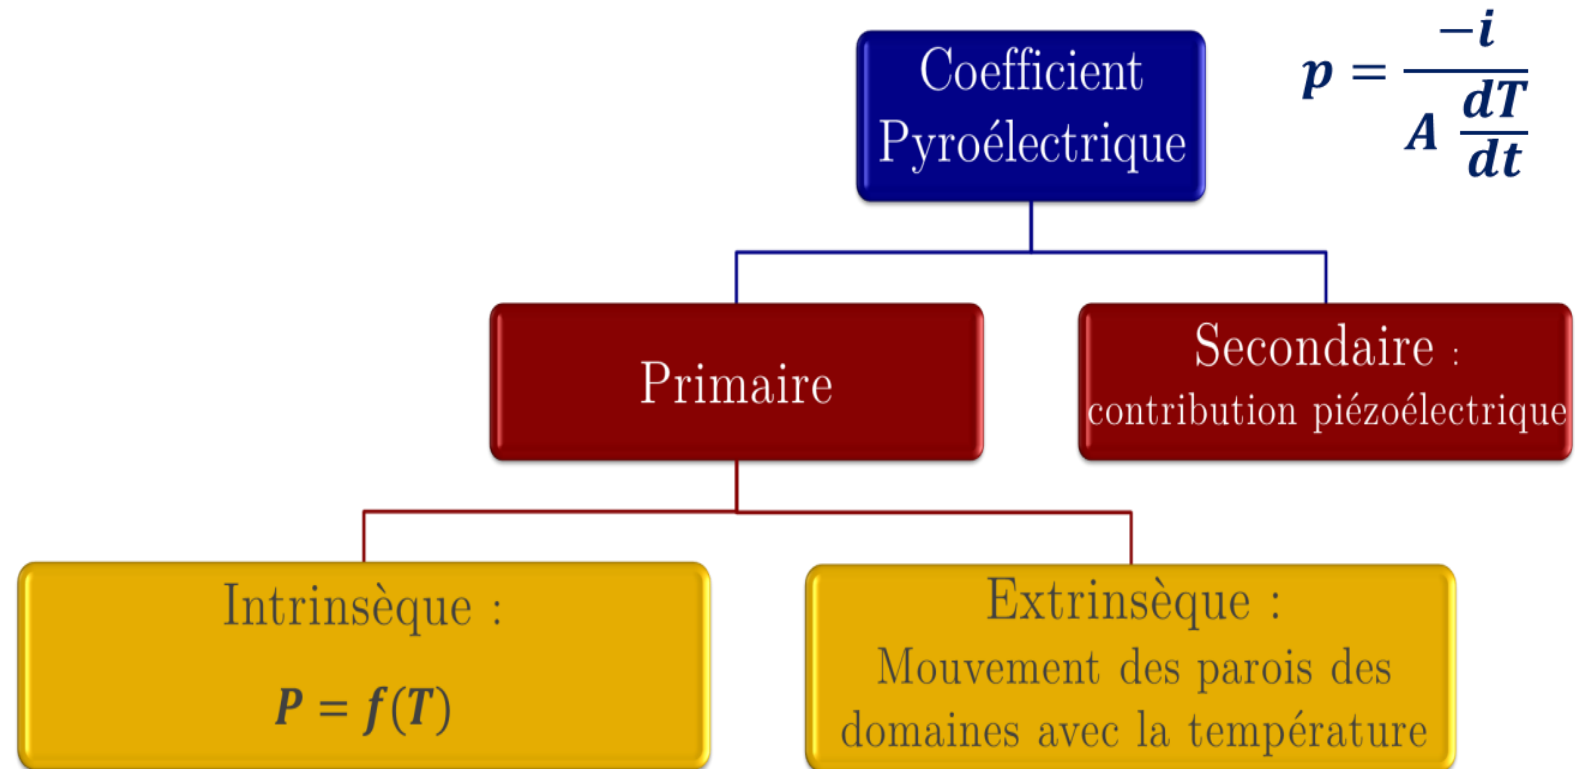 Coefficient
Pyroélectrique
p = −i / (A dT/dt)
Primaire
Secondaire :
contribution piézoélectrique
Intrinsèque :
P = f(T)
Extrinsèque :
Mouvement des parois des
domaines avec la température